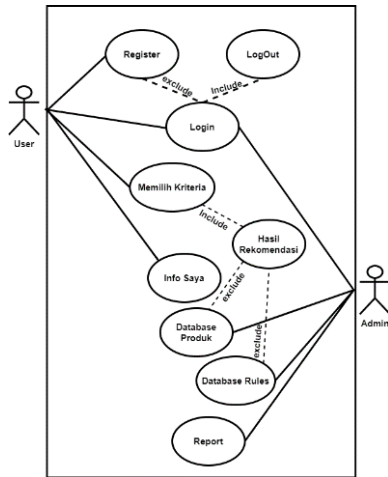 Register
LogOut
exclude
Include
User
Login
Memilih Kriteria
Include
Hasil
Rekomendasi
Info Saya
exclude
Admin
Database
Produk
exclude
Database Rules
Report